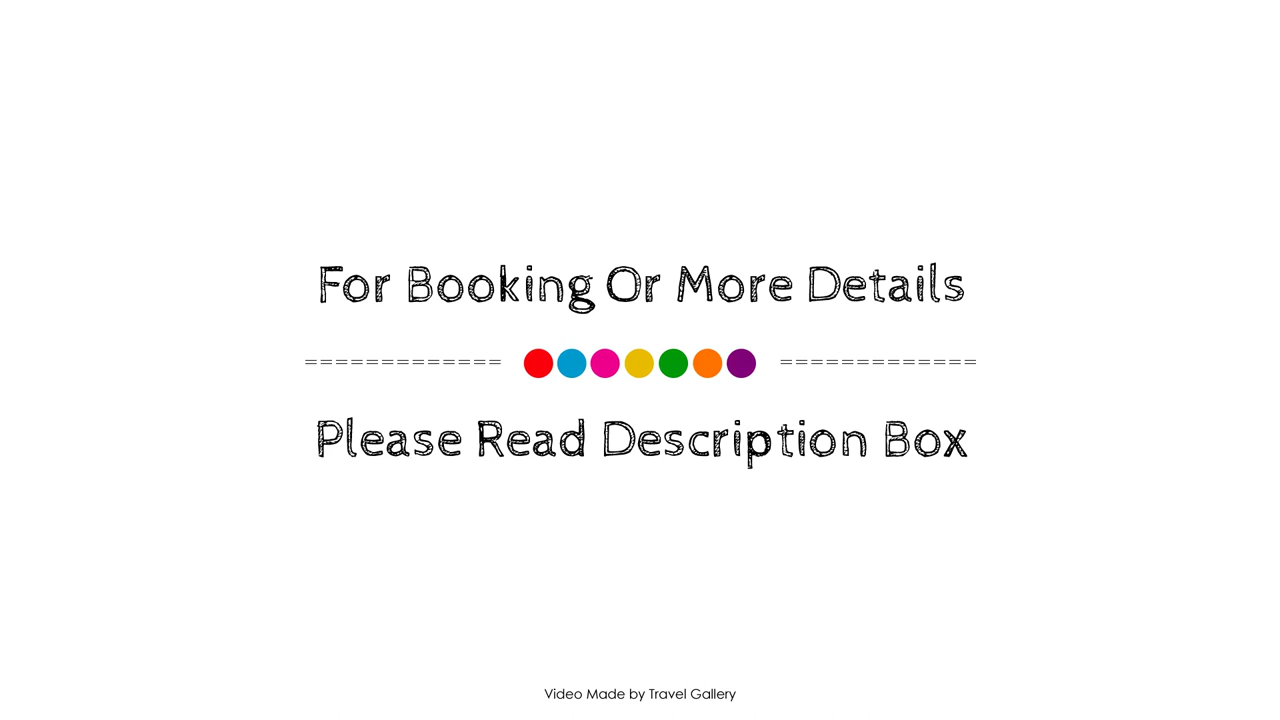 For Booking Or More Details
============= =============
Please Read Description Box
Video Made by Travel Gallery